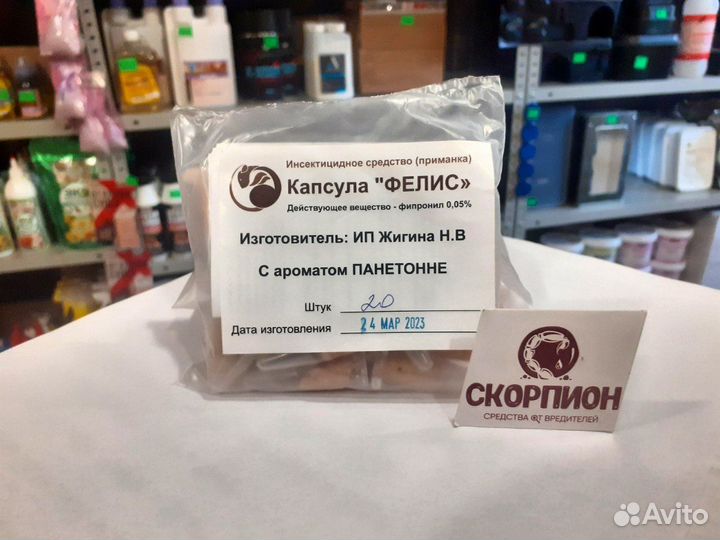 Инсектицидное средство (приманка)
Капсула "ФЕЛИС»
Действующее вещество - фипронил 0,05%
Изготовитель: ИП Жигина Н.В
С ароматом ПАНЕТОННЕ
Штук 20
Дата изготовления 24 МАР 2023
СКОРПИОН
СРЕДСТВА ОТ ВРЕДИТЕЛЕЙ
Avito